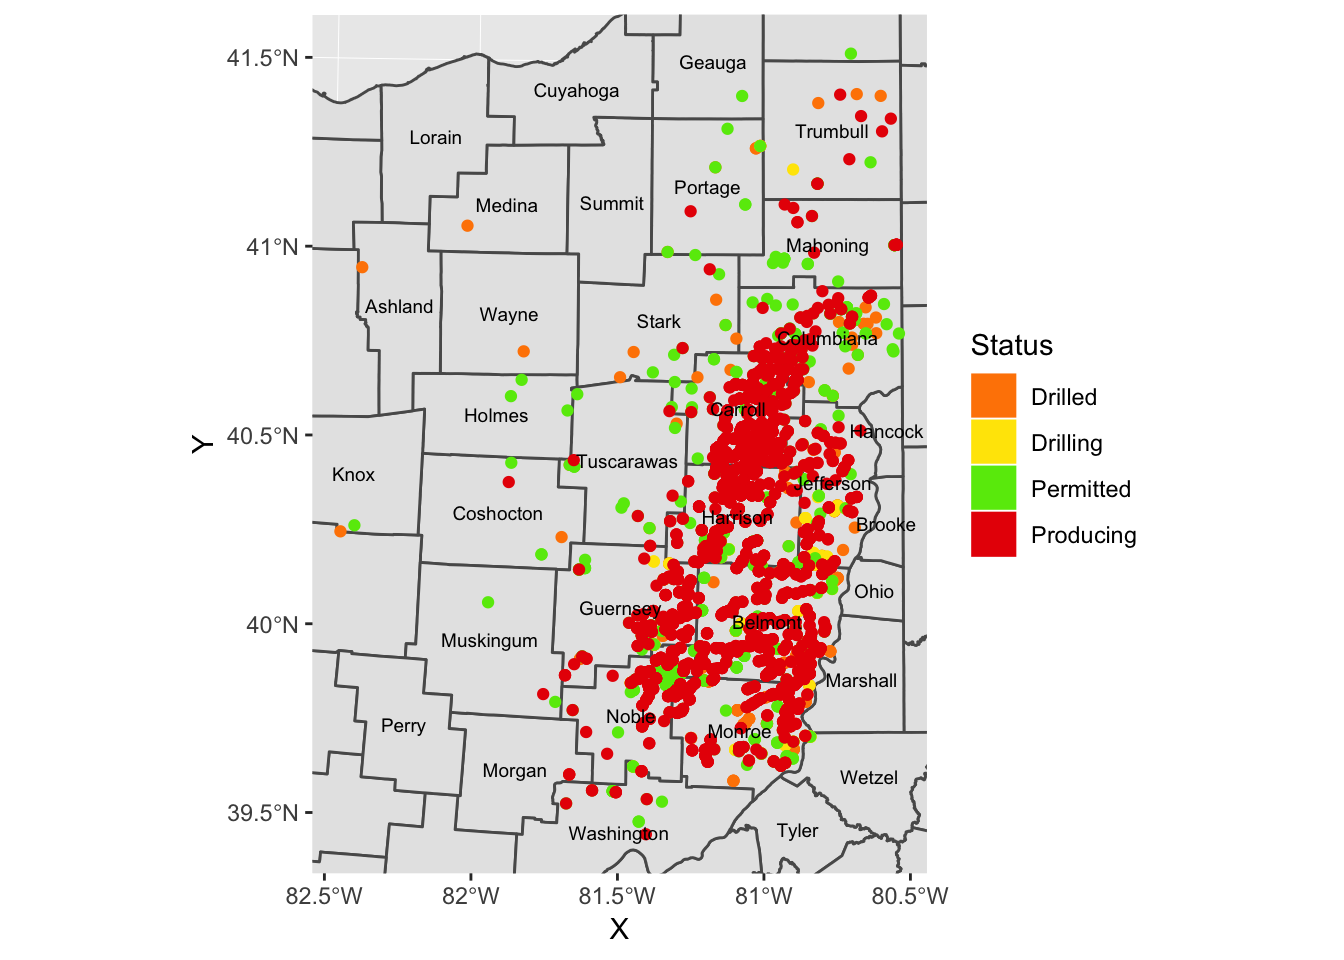 41.5°N
41°N
40.5°N
40°N
39.5°N
Y
82.5°W
82°W
81.5°W
81°W
80.5°W
X
Geauga
Cuyahoga
Trumbull
Lorain
Portage
Medina
Summit
Mahoning
Ashland
Wayne
Stark
Columbiana
Holmes
Carroll
Hancock
Knox
Tuscarawas
Jefferson
Coshocton
Harrison
Brooke
Ohio
Guernsey
Belmont
Muskingum
Marshall
Perry
Noble
Monroe
Morgan
Wetzel
Washington
Tyler
Status
Drilled
Drilling
Permitted
Producing